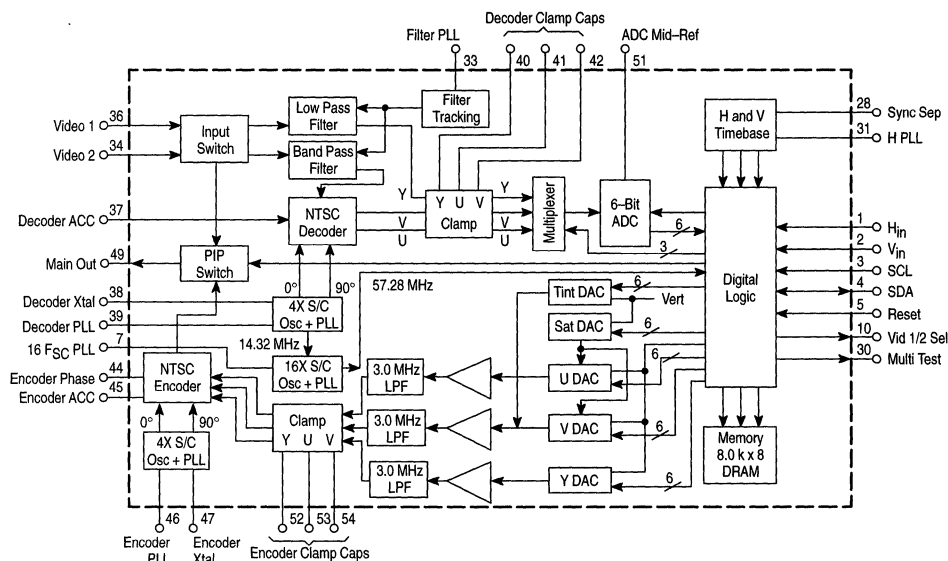 Decoder Clamp Caps
Filter PLL
ADC Mid–Ref
33
40
41
42
51
Video 1
36
Video 2
34
Input
Switch
Low Pass
Filter
Band Pass
Filter
Filter
Tracking
H and V
Timebase
28
Sync Sep
31
H PLL
Decoder ACC
37
NTSC
Decoder
Y
V
U
Y U V
Clamp
Y
V
U
Multiplexer
6–Bit
ADC
6
3
Main Out
49
PIP
Switch
0°
90°
57.28 MHz
Digital
Logic
1
Hin
2
Vin
3
SCL
4
SDA
5
Reset
10
Vid 1/2 Sel
30
Multi Test
Decoder Xtal
38
Decoder PLL
39
4X S/C
Osc + PLL
14.32 MHz
16 FSC PLL
7
16X S/C
Osc + PLL
Tint DAC
6
Vert
Sat DAC
6
Encoder Phase
44
Encoder ACC
45
NTSC
Encoder
3.0 MHz
LPF
U DAC
6
0°
90°
4X S/C
Osc + PLL
Clamp
Y U V
3.0 MHz
LPF
V DAC
6
3.0 MHz
LPF
Y DAC
6
Memory
8.0 k x 8
DRAM
46
47
52
53
54
Encoder
PLL
Encoder
Xtal
Encoder Clamp Caps